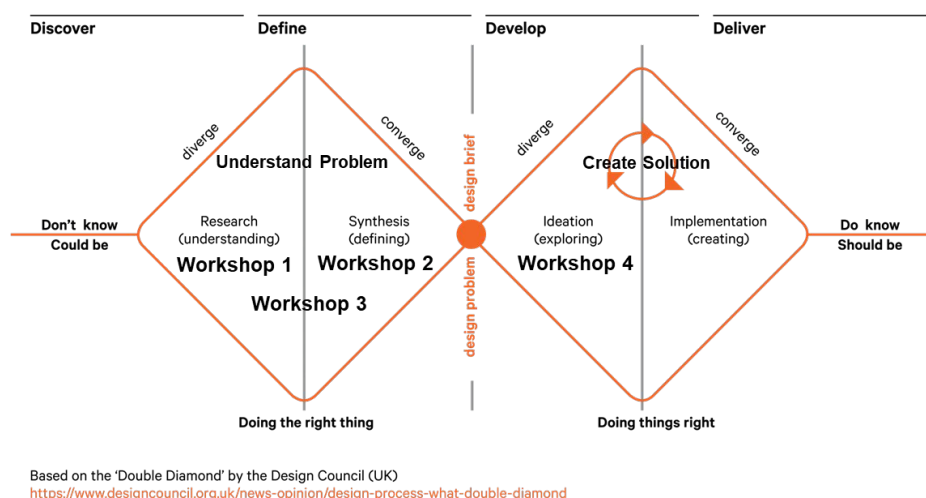 Discover
Define
Develop
Deliver
diverge
converge
diverge
converge
Understand Problem
Create Solution
design brief
design problem
Don't know
Could be
Research
(understanding)
Workshop 1
Synthesis
(defining)
Workshop 2
Workshop 3
Ideation
(exploring)
Workshop 4
Implementation
(creating)
Do know
Should be
Doing the right thing
Doing things right
Based on the ‘Double Diamond’ by the Design Council (UK)
https://www.designcouncil.org.uk/news-opinion/design-process-what-double-diamond